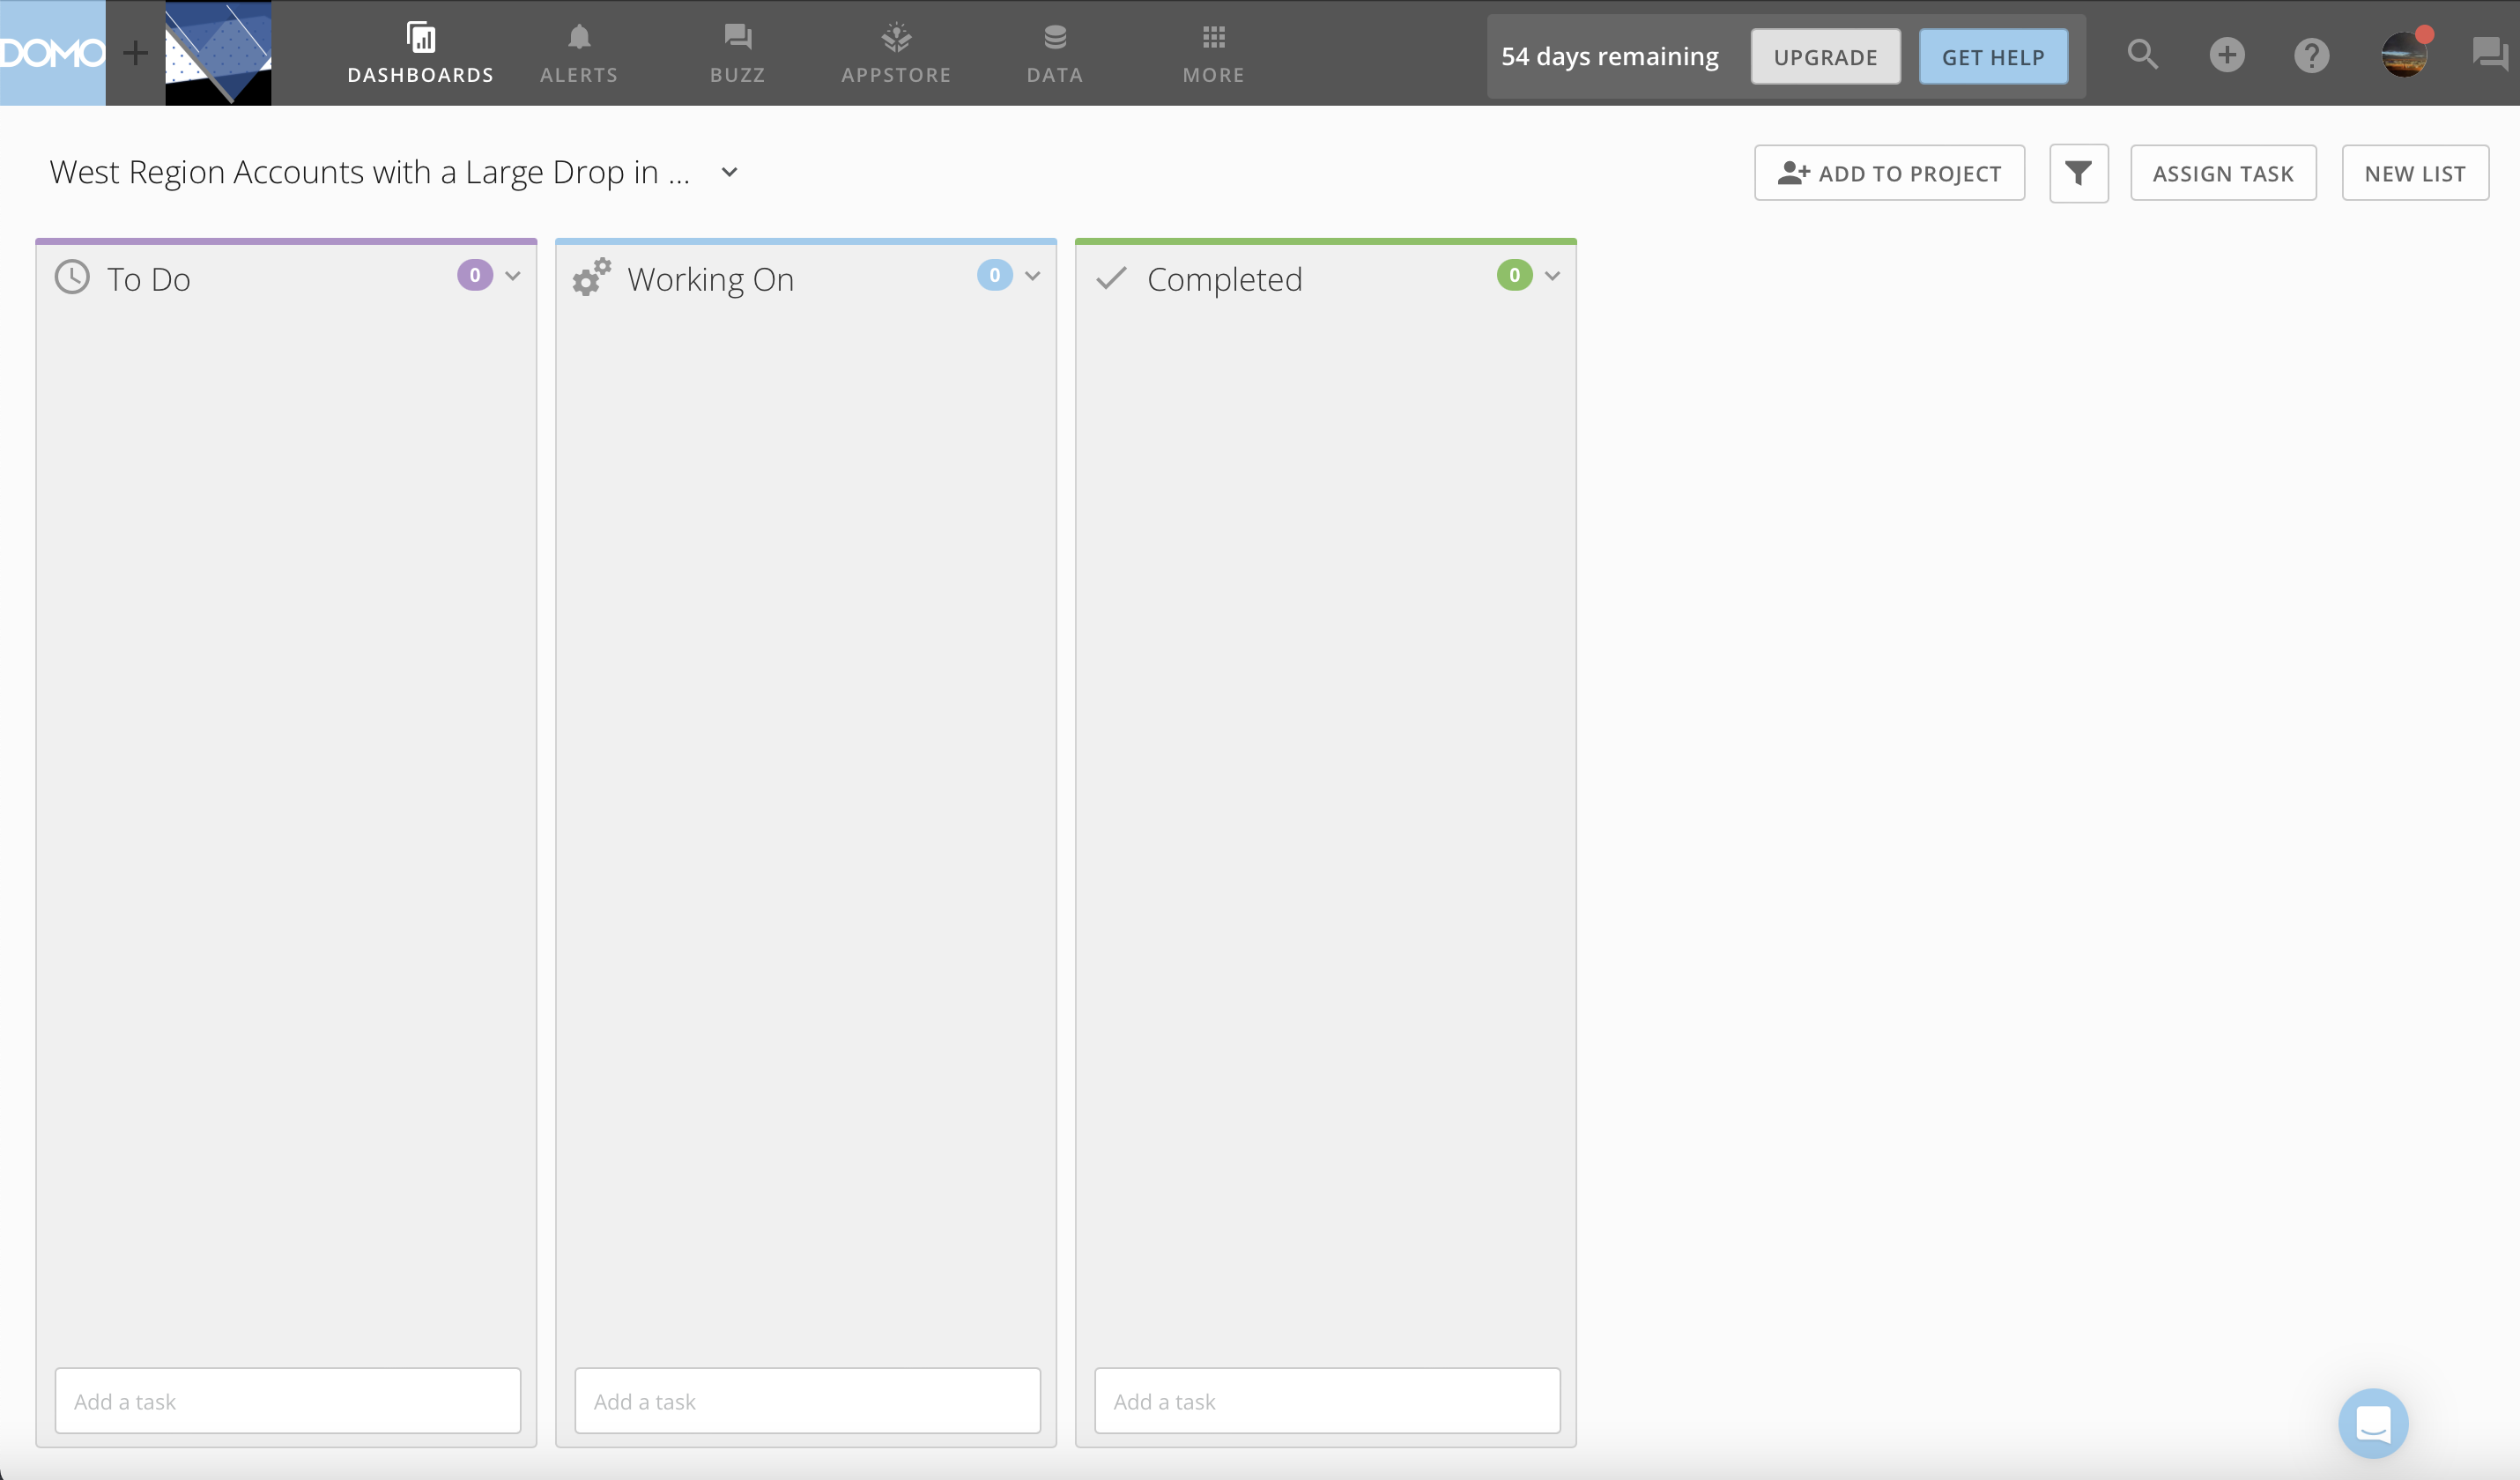 DOMO
DASHBOARDS
ALERTS
BUZZ
APPSTORE
DATA
MORE
54 days remaining
UPGRADE
GET HELP
West Region Accounts with a Large Drop in ...
ADD TO PROJECT
ASSIGN TASK
NEW LIST
To Do
0
Working On
0
Completed
0
Add a task
Add a task
Add a task